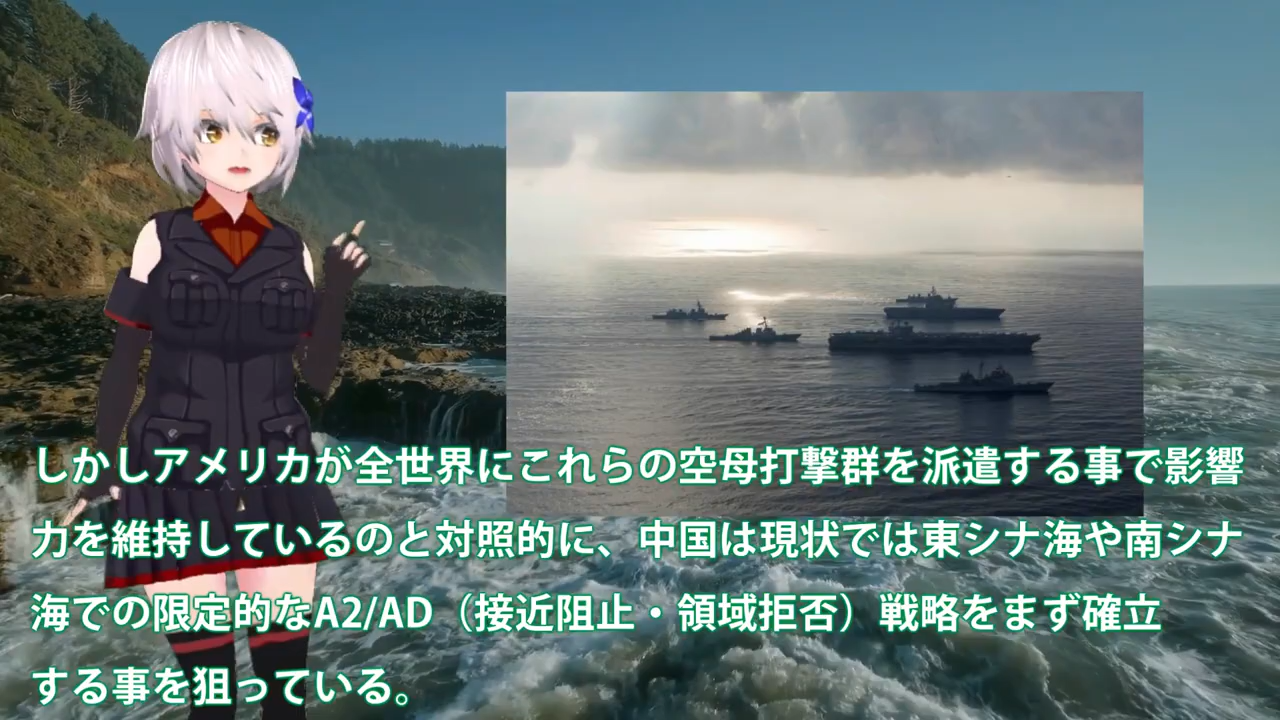 しかしアメリカが全世界にこれらの空母打撃群を派遣する事で影響
力を維持しているのと対照的に、中国は現状では東シナ海や南シナ
海での限定的なA2/AD（接近阻止・領域拒否）戦略をまず確立
する事を狙っている。